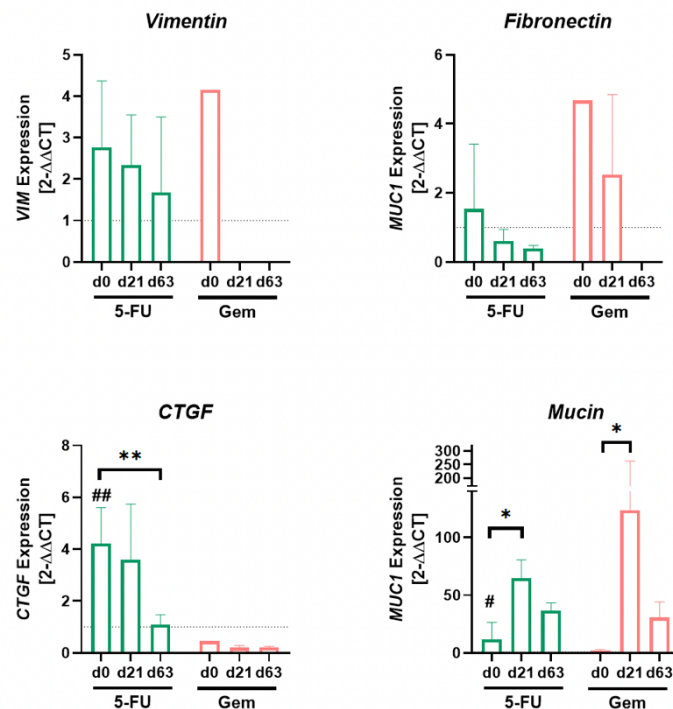 Vimentin
VIM Expression
[2-ΔΔCT]
5
4
3
2
1
0
d0 d21 d63 d0 d21 d63
5-FU Gem
Fibronectin
MUC1 Expression
[2-ΔΔCT]
6
4
2
0
d0 d21 d63 d0 d21 d63
5-FU Gem
CTGF
CTGF Expression
[2-ΔΔCT]
8
6
4
2
0
**
##
d0 d21 d63 d0 d21 d63
5-FU Gem
Mucin
MUC1 Expression
[2-ΔΔCT]
300
250
200
150
100
50
0
*
*
#
d0 d21 d63 d0 d21 d63
5-FU Gem